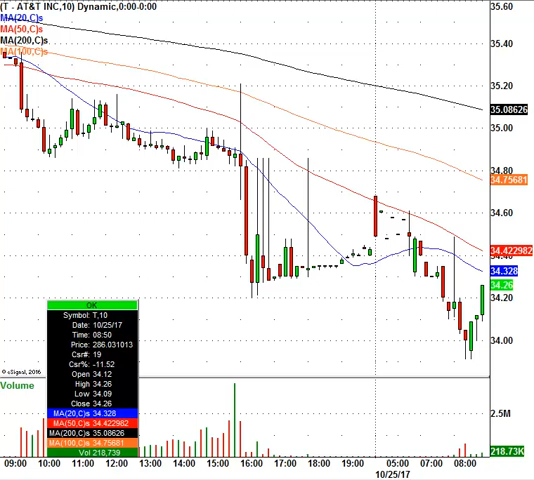 (T - AT&T INC,10) Dynamic,0:00-0:00
MA(20,C)s
MA(50,C)s
MA(200,C)s
MA(100,C)s
35.60
35.40
35.20
35.08626
35.00
34.80
34.75681
34.60
34.422982
34.40
34.328
34.26
34.20
34.00
OK
Symbol: T,10
Date: 10/25/17
Time: 08:50
Price: 286.031013
Csr#: 19
Csr%: -11.52
Open 34.12
High 34.26
Low 34.09
Close 34.26
MA(20,C)s 34.328
MA(50,C)s 34.422982
MA(200,C)s 35.08626
MA(100,C)s 34.75681
Vol 218,739
© eSignal, 2016
Volume
2.5M
218.73K
09:00 10:00 11:00 12:00 13:00 14:00 15:00 16:00 17:00 18:00 19:00 05:00 07:00 08:00
10/25/17